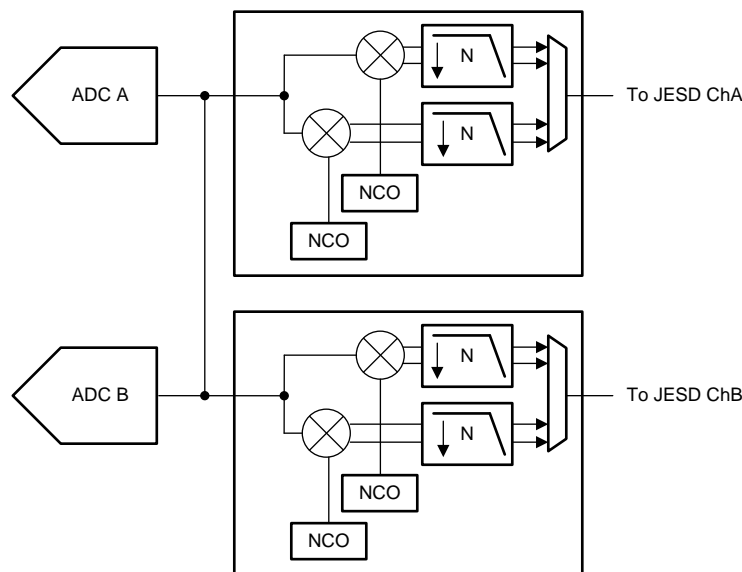 N
ADC A
To JESD ChA
N
NCO
NCO
N
ADC B
To JESD ChB
N
NCO
NCO